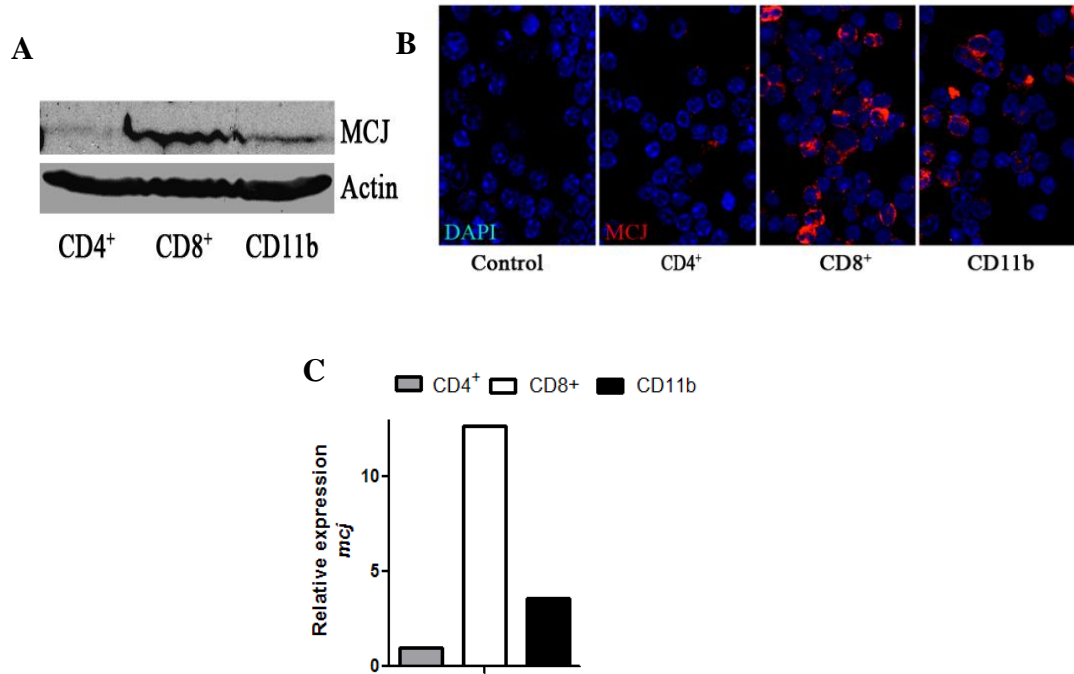 A
MCJ
Actin
CD4⁺ CD8⁺ CD11b
B
DAPI MCJ
Control CD4⁺ CD8⁺ CD11b
C
CD4⁺ CD8+ CD11b
Relative expression
mcj
10
5
0